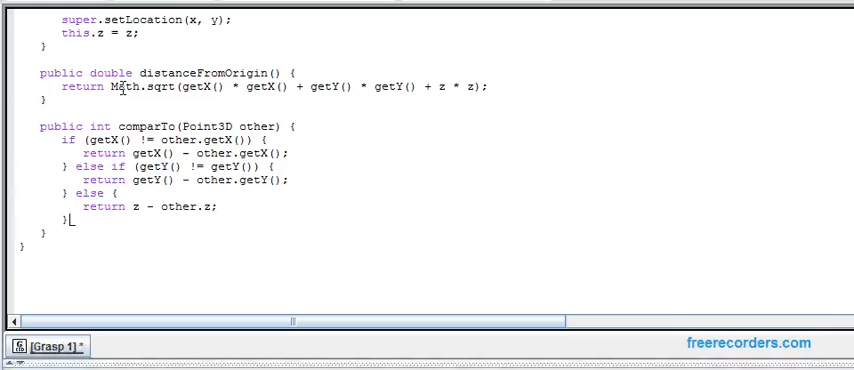 super.setLocation(x, y);
this.z = z;
}
public double distanceFromOrigin() {
return Math.sqrt(getX() * getX() + getY() * getY() + z * z);
}
public int comparTo(Point3D other) {
if (getX() != other.getX()) {
return getX() - other.getX();
} else if (getY() != getY()) {
return getY() - other.getY();
} else {
return z - other.z;
}
}
}
[Grasp 1] *
freerecorders.com